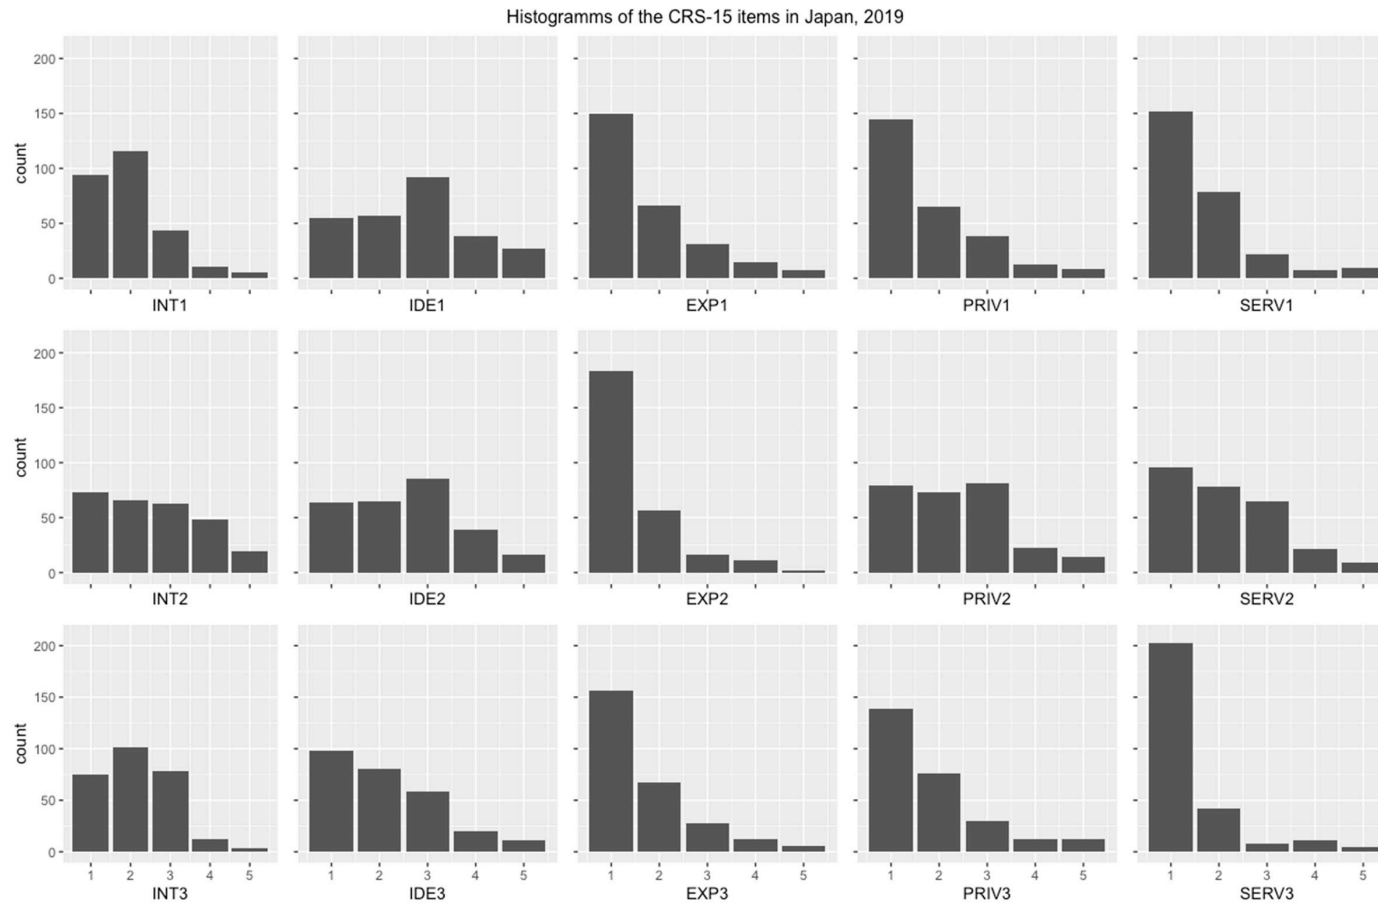 Histogramms of the CRS-15 items in Japan, 2019
200
150
100
50
0
count
INT1
IDE1
EXP1
PRIV1
SERV1
200
150
100
50
0
count
INT2
IDE2
EXP2
PRIV2
SERV2
200
150
100
50
0
count
1 2 3 4 5
INT3
1 2 3 4 5
IDE3
1 2 3 4 5
EXP3
1 2 3 4 5
PRIV3
1 2 3 4 5
SERV3